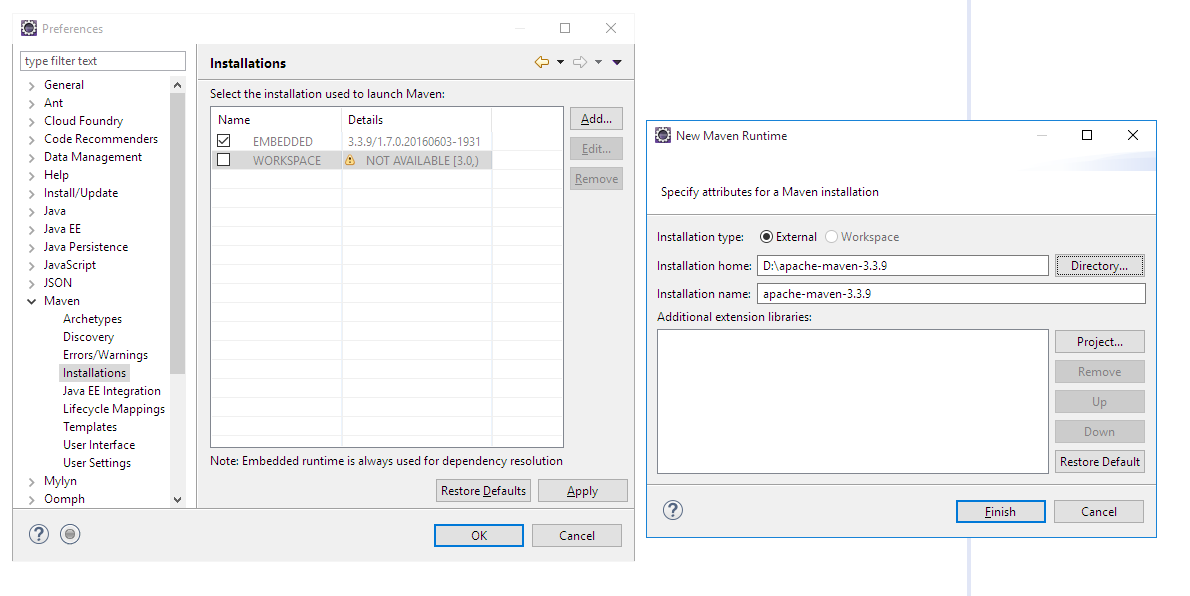 Preferences
type filter text
General
Ant
Cloud Foundry
Code Recommenders
Data Management
Help
Install/Update
Java
Java EE
Java Persistence
JavaScript
JSON
Maven
Archetypes
Discovery
Errors/Warnings
Installations
Java EE Integration
Lifecycle Mappings
Templates
User Interface
User Settings
Mylyn
Oomph
Installations
Select the installation used to launch Maven:
Name Details
EMBEDDED 3.3.9/1.7.0.20160603-1931
WORKSPACE NOT AVAILABLE [3.0,)
Add...
Edit...
Remove
Note: Embedded runtime is always used for dependency resolution
Restore Defaults Apply
OK Cancel
New Maven Runtime
Specify attributes for a Maven installation
Installation type: External Workspace
Installation home: D:\apache-maven-3.3.9 Directory...
Installation name: apache-maven-3.3.9
Additional extension libraries:
Project...
Remove
Up
Down
Restore Default
Finish Cancel